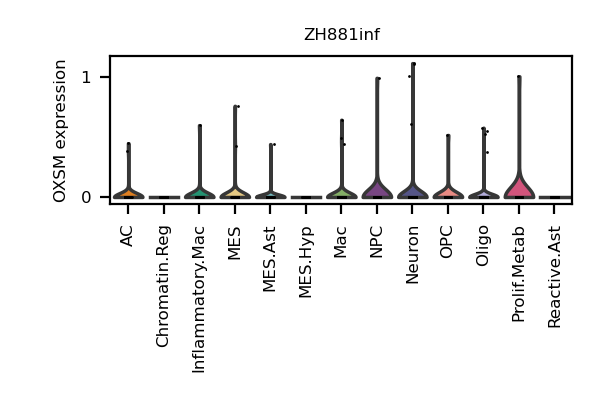 ZH881inf
OXSM expression
1
0
AC
Chromatin.Reg
Inflammatory.Mac
MES
MES.Ast
MES.Hyp
Mac
NPC
Neuron
OPC
Oligo
Prolif.Metab
Reactive.Ast